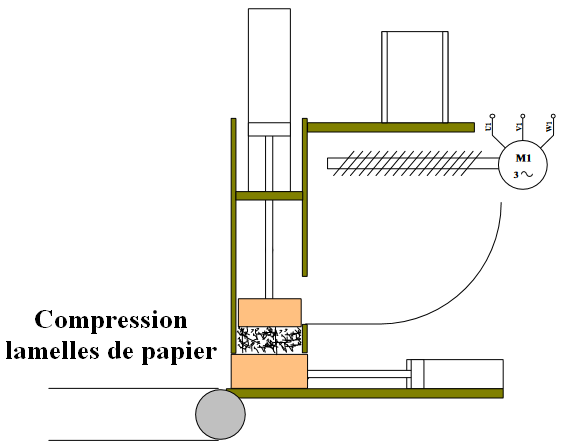 U1
V1
W1
M1
3 ~
Compression
lamelles de papier